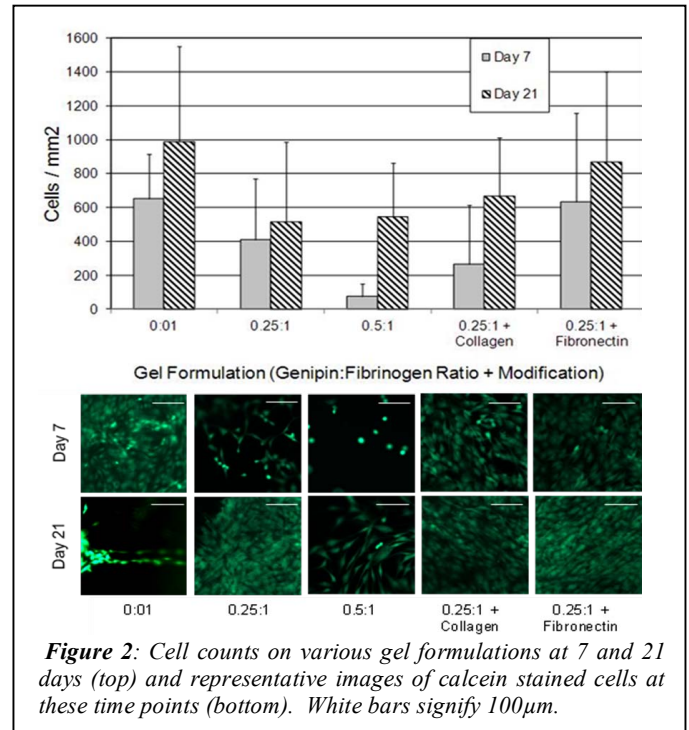 1600
1400
1200
1000
800
600
400
200
0
Cells / mm2
Day 7
Day 21
0:01
0.25:1
0.5:1
0.25:1 +
Collagen
0.25:1 +
Fibronectin
Gel Formulation (Genipin:Fibrinogen Ratio + Modification)
Day 7
Day 21
0:01
0.25:1
0.5:1
0.25:1 +
Collagen
0.25:1 +
Fibronectin
Figure 2: Cell counts on various gel formulations at 7 and 21
days (top) and representative images of calcein stained cells at
these time points (bottom). White bars signify 100µm.